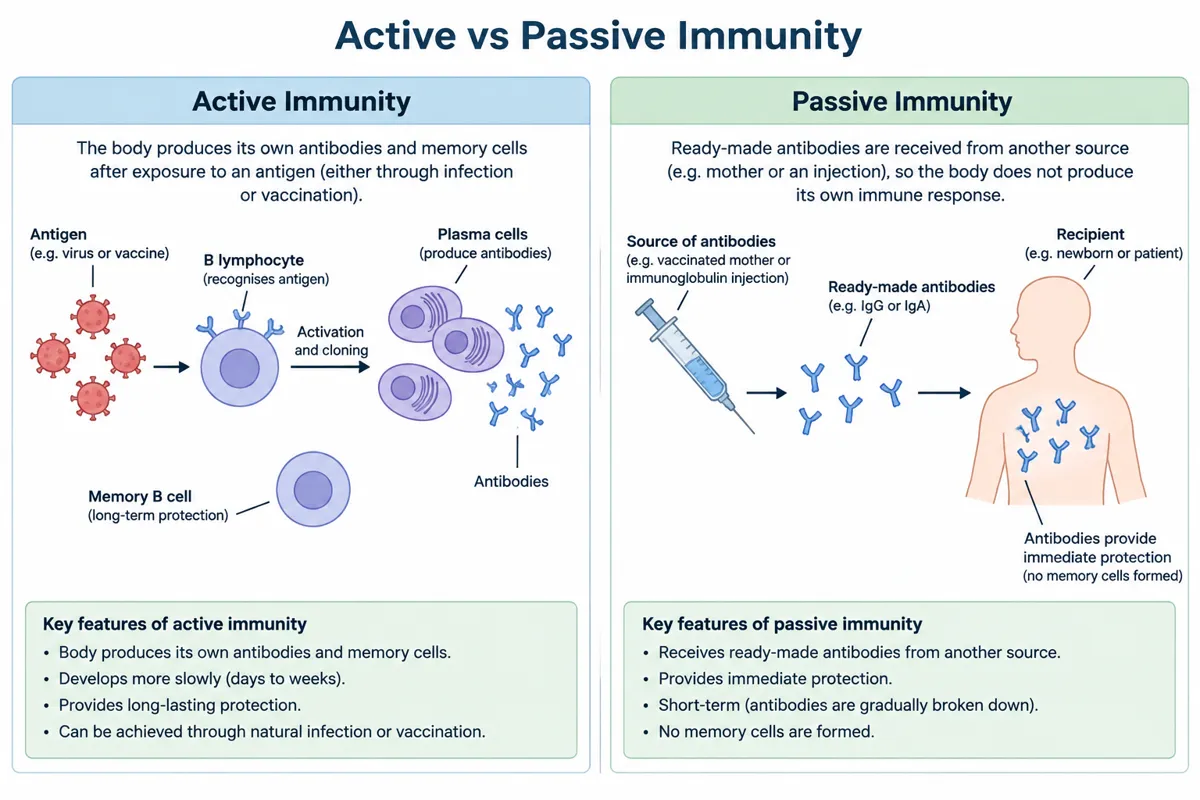 Active vs Passive Immunity
Active Immunity
The body produces its own antibodies and memory cells
after exposure to an antigen (either through infection
or vaccination).
Antigen
(e.g. virus or vaccine)
B lymphocyte
(recognises antigen)
Activation
and cloning
Plasma cells
(produce antibodies)
Antibodies
Memory B cell
(long-term protection)
Key features of active immunity
• Body produces its own antibodies and memory cells.
• Develops more slowly (days to weeks).
• Provides long-lasting protection.
• Can be achieved through natural infection or vaccination.
Passive Immunity
Ready-made antibodies are received from another source
(e.g. mother or an injection), so the body does not produce
its own immune response.
Source of antibodies
(e.g. vaccinated mother or
immunoglobulin injection)
Ready-made antibodies
(e.g. IgG or IgA)
Recipient
(e.g. newborn or patient)
Antibodies provide
immediate protection
(no memory cells formed)
Key features of passive immunity
• Receives ready-made antibodies from another source.
• Provides immediate protection.
• Short-term (antibodies are gradually broken down).
• No memory cells are formed.